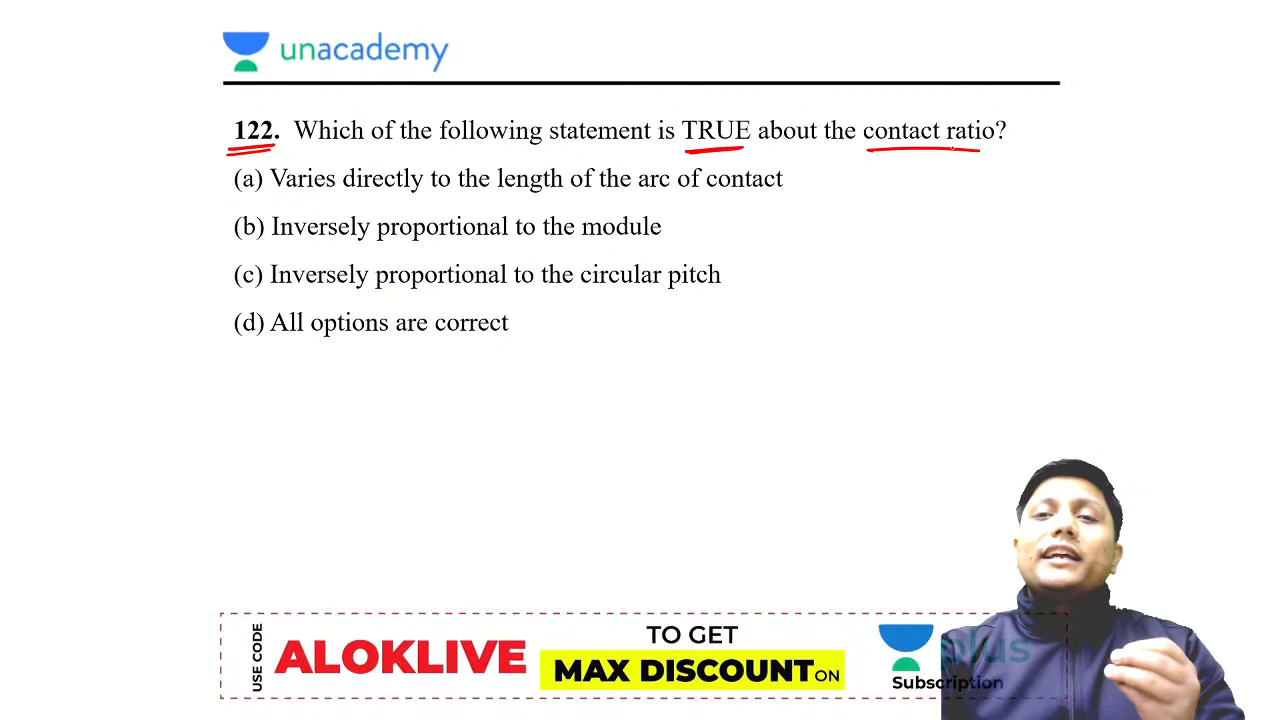 unacademy
122. Which of the following statement is TRUE about the contact ratio?
(a) Varies directly to the length of the arc of contact
(b) Inversely proportional to the module
(c) Inversely proportional to the circular pitch
(d) All options are correct
USE CODE
ALOKLIVE
TO GET
MAX DISCOUNT ON
plus
Subscription